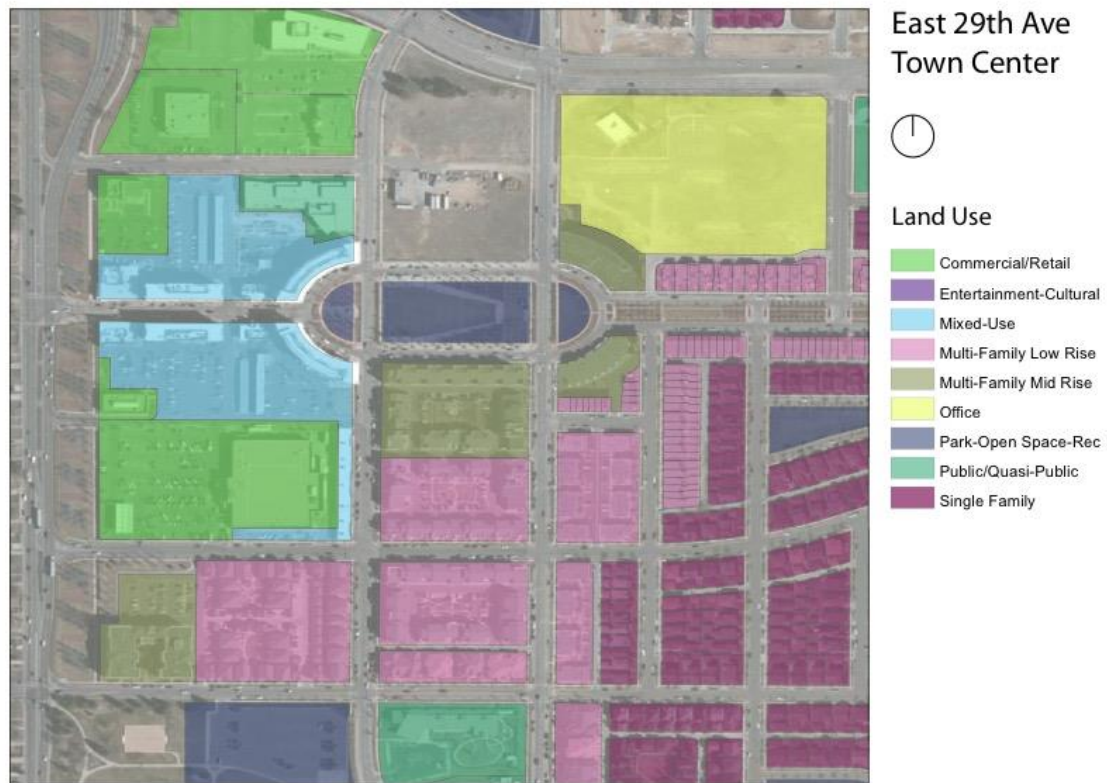 East 29th Ave
Town Center
Land Use
Commercial/Retail
Entertainment-Cultural
Mixed-Use
Multi-Family Low Rise
Multi-Family Mid Rise
Office
Park-Open Space-Rec
Public/Quasi-Public
Single Family